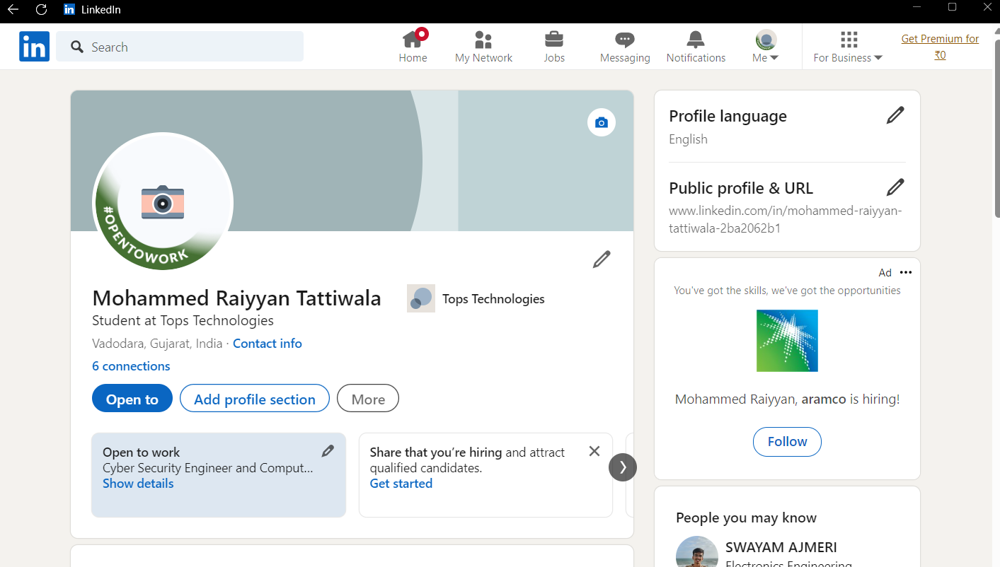 LinkedIn
in
Search
Home
My Network
Jobs
Messaging
Notifications
Me
For Business
Get Premium for
₹0
#OPENTOWORK
Mohammed Raiyyan Tattiwala
Student at Tops Technologies
Vadodara, Gujarat, India · Contact info
6 connections
Tops Technologies
Open to
Add profile section
More
Open to work
Cyber Security Engineer and Comput...
Show details
Share that you’re hiring and attract
qualified candidates.
Get started
Profile language
English
Public profile & URL
www.linkedin.com/in/mohammed-raiyyan-
tattiwala-2ba2062b1
Ad
You've got the skills, we've got the opportunities
Mohammed Raiyyan, aramco is hiring!
Follow
People you may know
SWAYAM AJMERI
Electronics Engineering